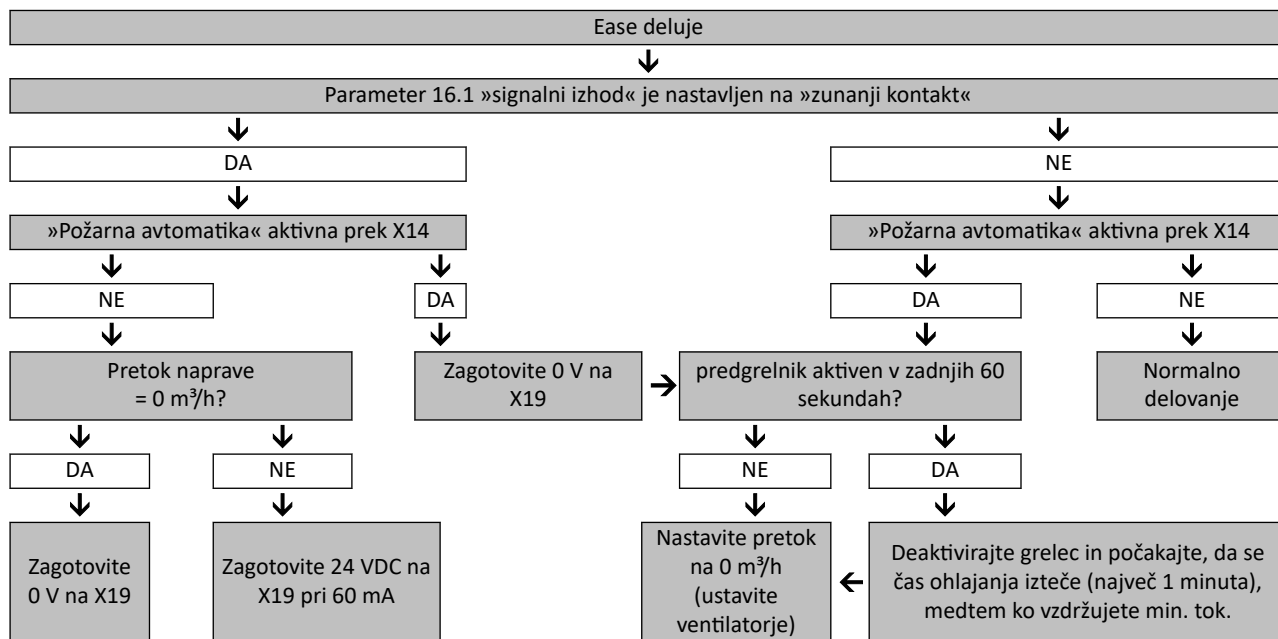 Ease deluje
Parameter 16.1 »signalni izhod« je nastavljen na »zunanji kontakt«
DA
NE
»Požarna avtomatika« aktivna prek X14
»Požarna avtomatika« aktivna prek X14
NE
DA
DA
NE
Pretok naprave
= 0 m³/h?
Zagotovite 0 V na
X19
predgrelnik aktiven v zadnjih 60
sekundah?
Normalno
delovanje
DA
NE
NE
DA
Zagotovite
0 V na X19
Zagotovite 24 VDC na
X19 pri 60 mA
Nastavite pretok
na 0 m³/h
(ustavite
ventilatorje)
Deaktivirajte grelec in počakajte, da se
čas ohlajanja izteče (največ 1 minuta),
medtem ko vzdržujete min. tok.